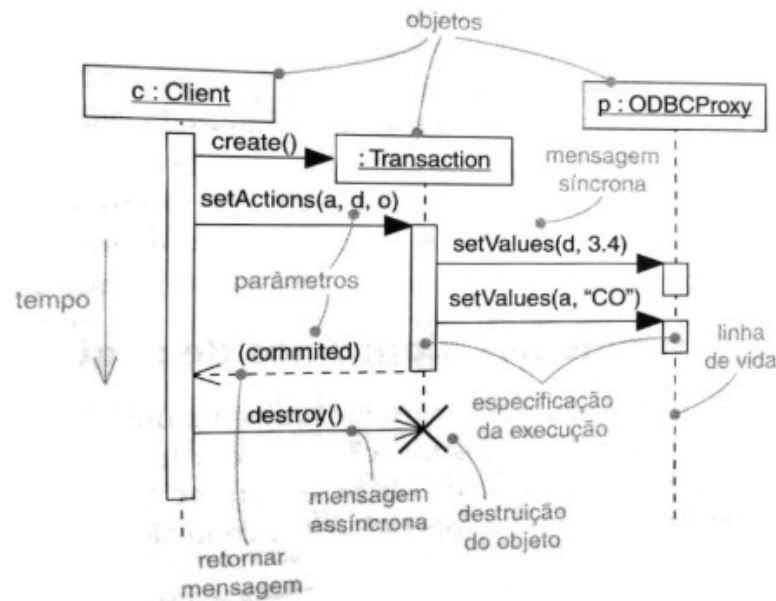 objetos
c : Client
p : ODBCProxy
create()
: Transaction
mensagem
síncrona
setActions(a, d, o)
setValues(d, 3.4)
tempo
parâmetros
setValues(a, "CO")
(commited)
linha
de vida
especificação
da execução
destroy()
mensagem
assíncrona
destruição
do objeto
retornar
mensagem